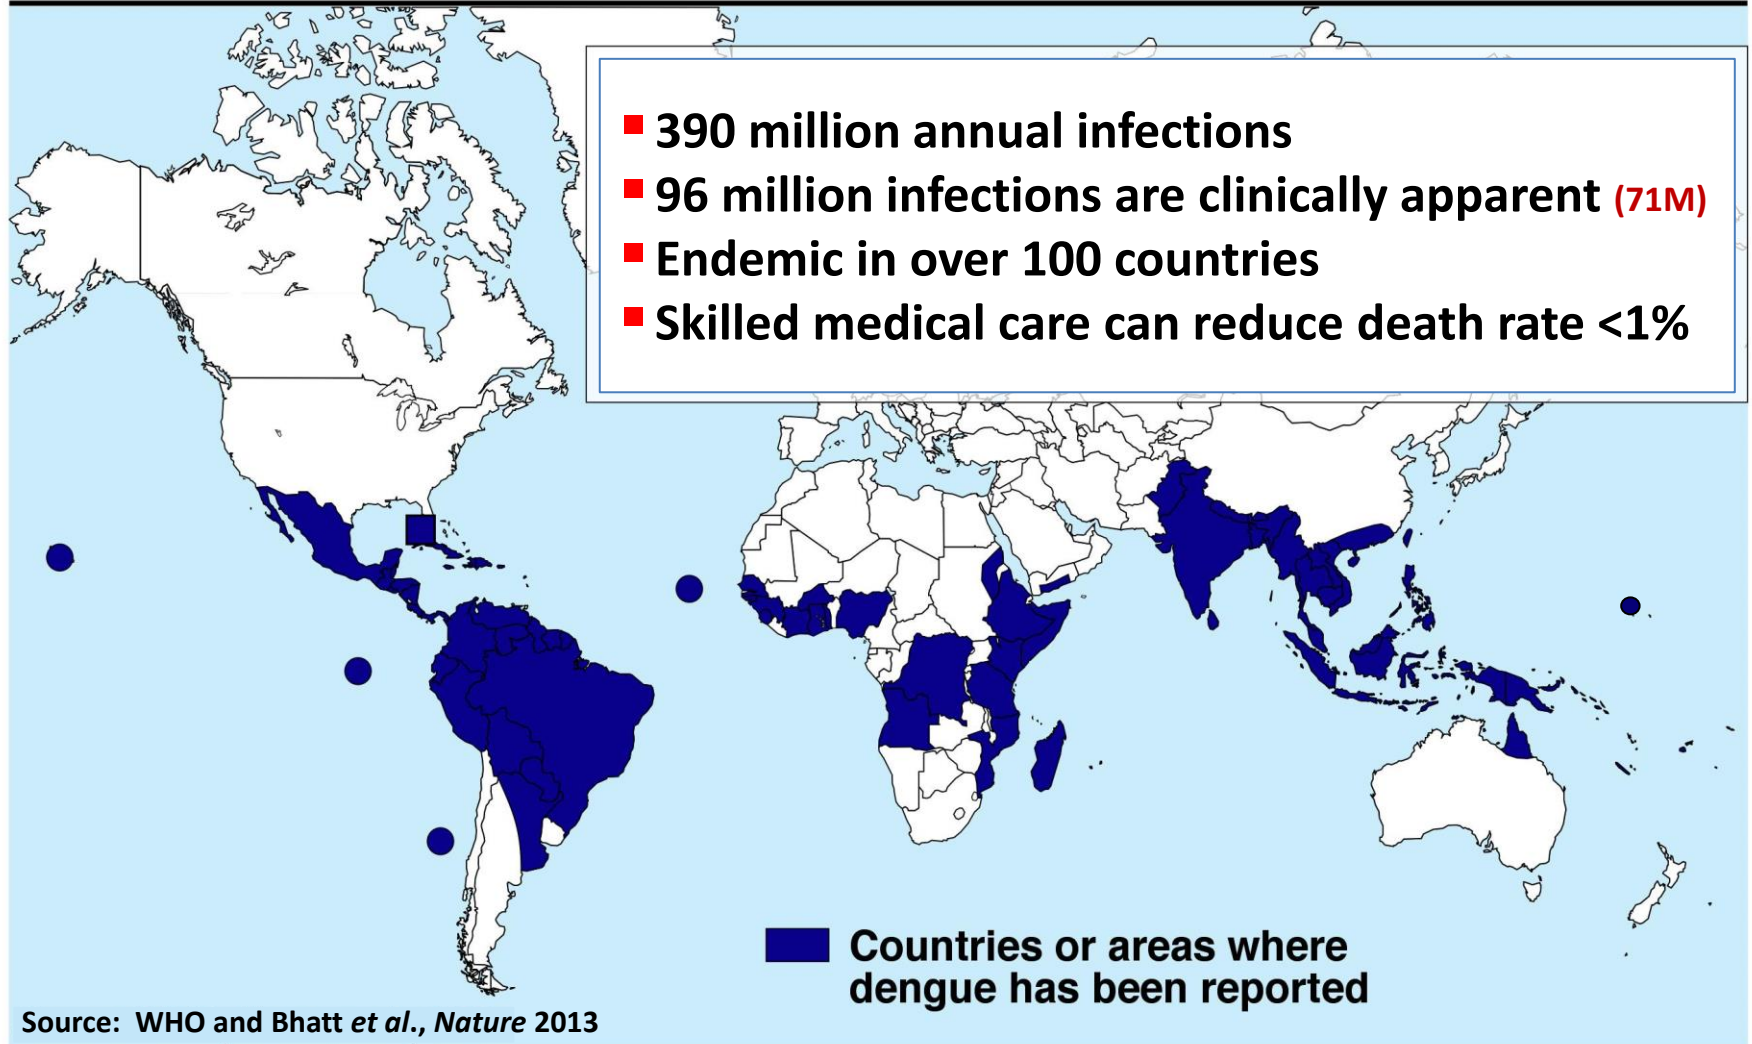 ▪ 390 million annual infections
▪ 96 million infections are clinically apparent (71M)
▪ Endemic in over 100 countries
▪ Skilled medical care can reduce death rate <1%
Countries or areas where
dengue has been reported
Source: WHO and Bhatt et al., Nature 2013